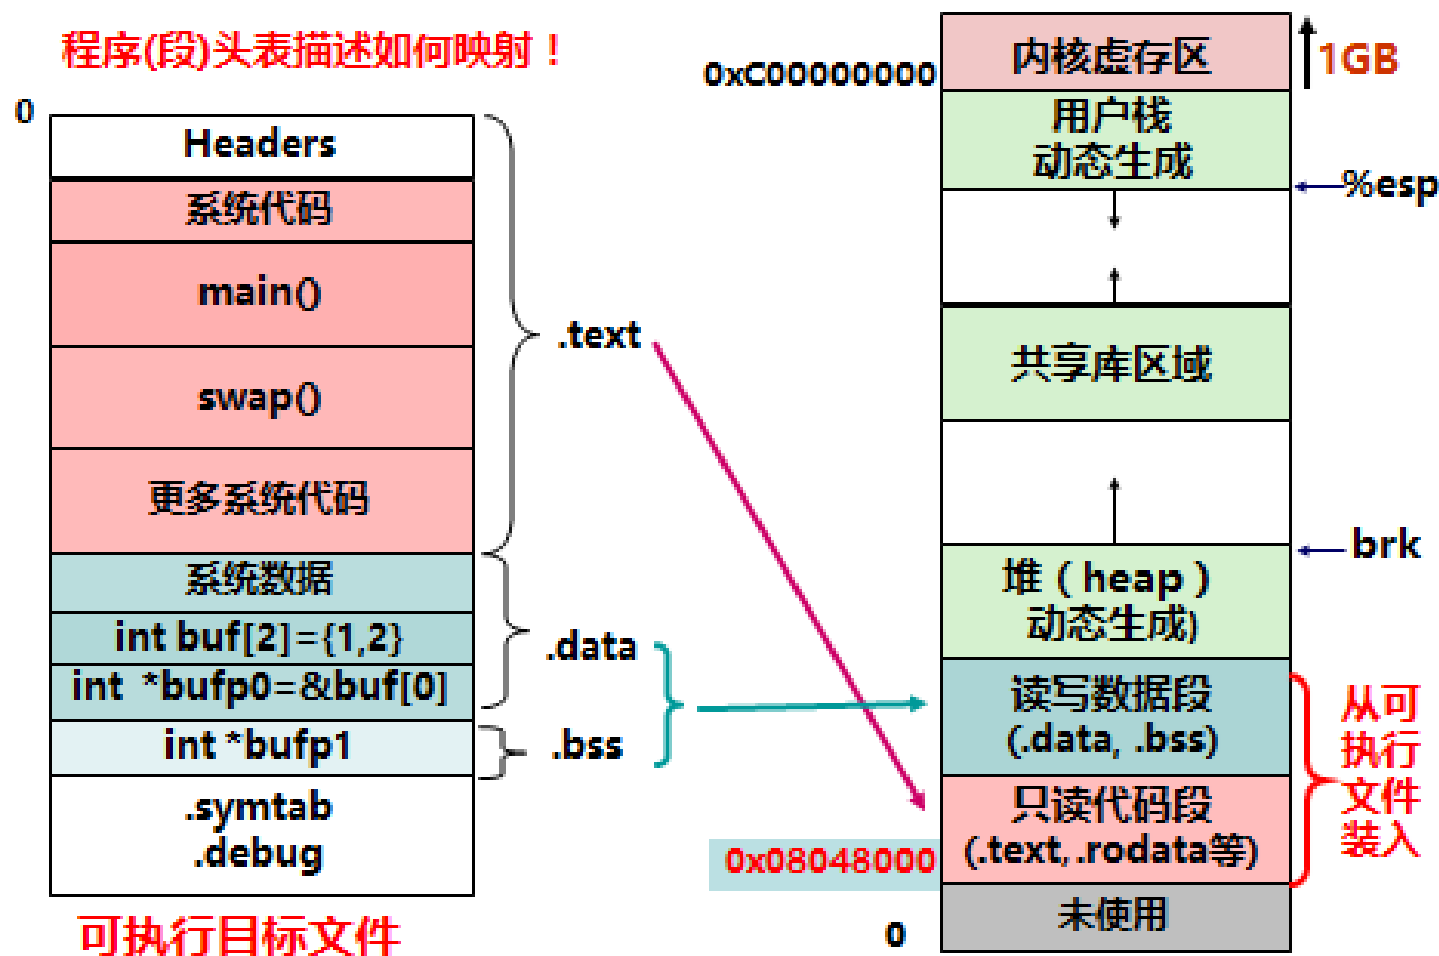 程序(段)头表描述如何映射！
0
Headers
系统代码
main()
swap()
更多系统代码
系统数据
int buf[2]={1,2}
int *bufp0=&buf[0]
int *bufp1
.symtab
.debug
可执行目标文件
.text
.data
.bss
0xC00000000
内核虚存区
1GB
用户栈
动态生成
%esp
共享库区域
brk
堆（heap）
动态生成)
读写数据段
(.data, .bss)
只读代码段
(.text, .rodata等)
0x08048000
未使用
0
从可
执行
文件
装入